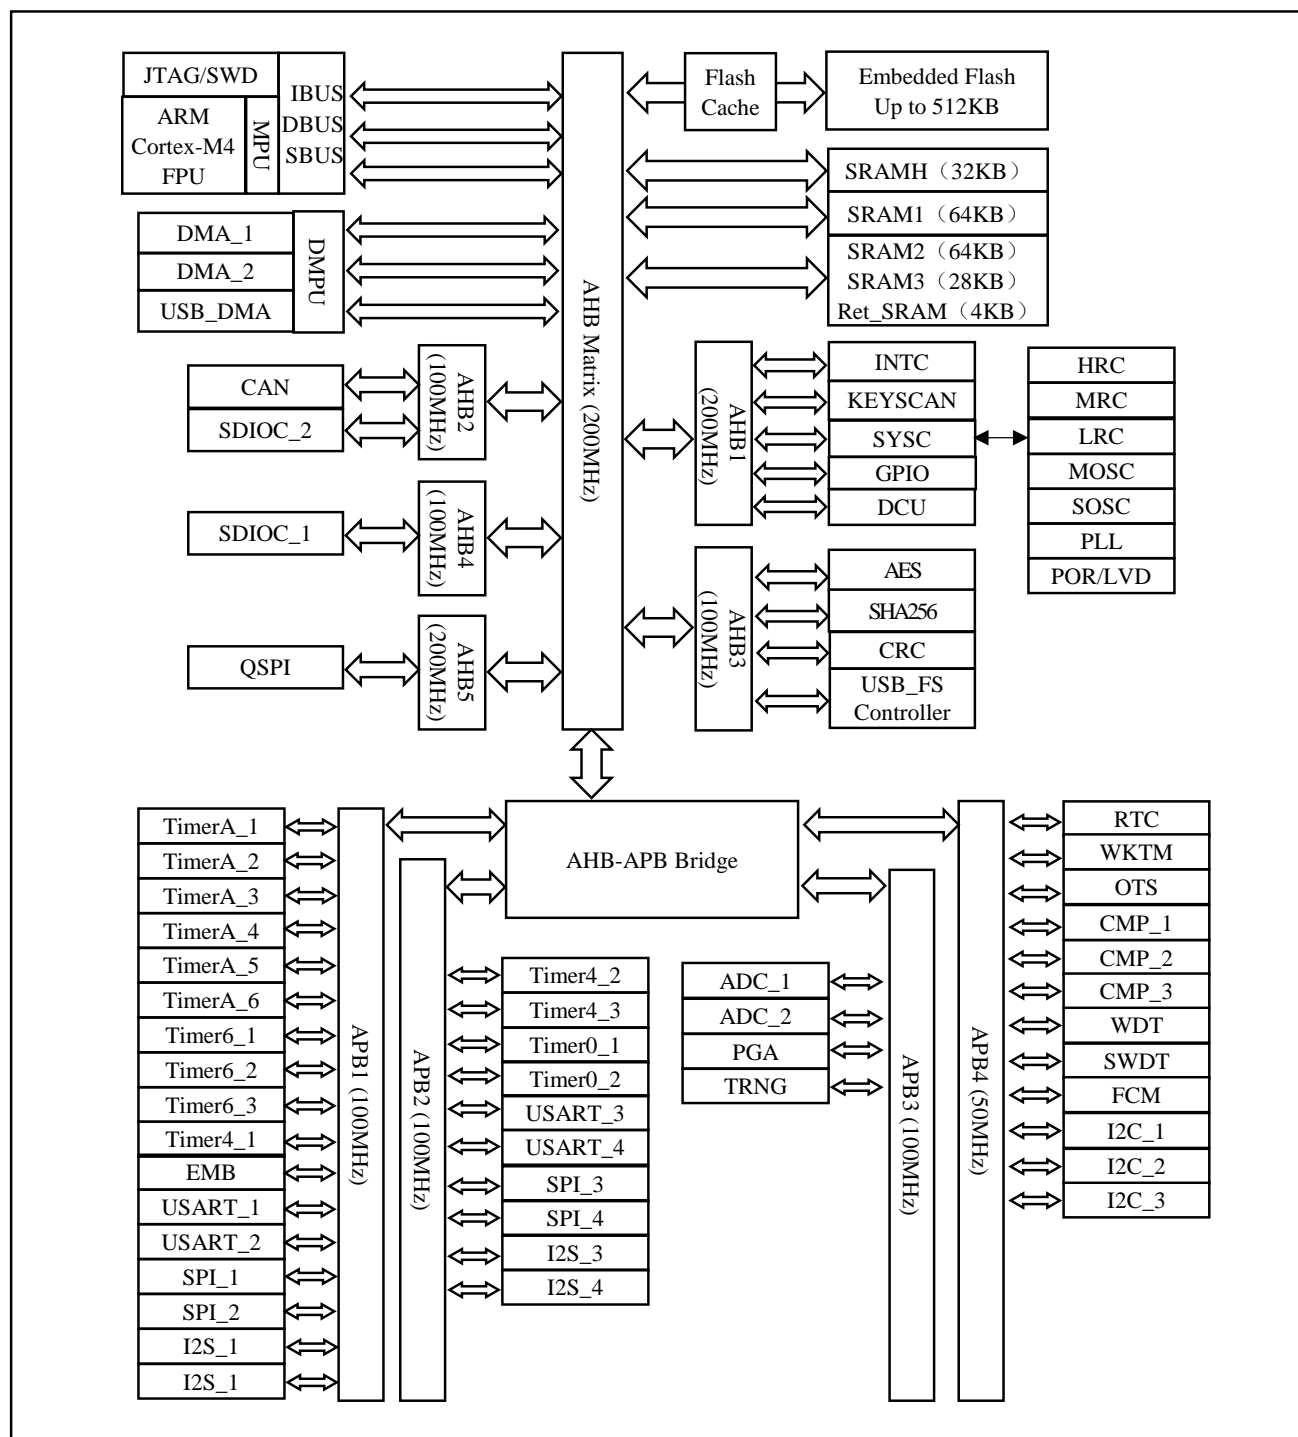 JTAG/SWD
ARM
Cortex-M4
FPU
MPU
IBUS
DBUS
SBUS
DMA_1
DMA_2
USB_DMA
DMPU
CAN
SDIOC_2
AHB2
(100MHz)
SDIOC_1
AHB4
(100MHz)
QSPI
AHB5
(200MHz)
AHB Matrix (200MHz)
Flash
Cache
Embedded Flash
Up to 512KB
SRAMH（32KB）
SRAM1（64KB）
SRAM2（64KB）
SRAM3（28KB）
Ret_SRAM（4KB）
AHB1
(200MHz)
INTC
KEYSCAN
SYSC
GPIO
DCU
HRC
MRC
LRC
MOSC
SOSC
PLL
POR/LVD
AHB3
(100MHz)
AES
SHA256
CRC
USB_FS
Controller
AHB-APB Bridge
TimerA_1
TimerA_2
TimerA_3
TimerA_4
TimerA_5
TimerA_6
Timer6_1
Timer6_2
Timer6_3
Timer4_1
EMB
USART_1
USART_2
SPI_1
SPI_2
I2S_1
I2S_1
APB1 (100MHz)
APB2 (100MHz)
Timer4_2
Timer4_3
Timer0_1
Timer0_2
USART_3
USART_4
SPI_3
SPI_4
I2S_3
I2S_4
ADC_1
ADC_2
PGA
TRNG
APB3 (100MHz)
APB4 (50MHz)
RTC
WKTM
OTS
CMP_1
CMP_2
CMP_3
WDT
SWDT
FCM
I2C_1
I2C_2
I2C_3